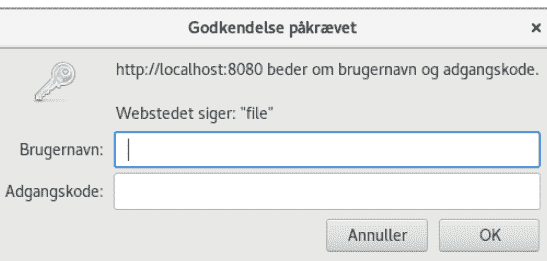 Godkendelse påkrævet
×
http://localhost:8080 beder om brugernavn og adgangskode.
Webstedet siger: "file"
Brugernavn:
Adgangskode:
Annuller OK